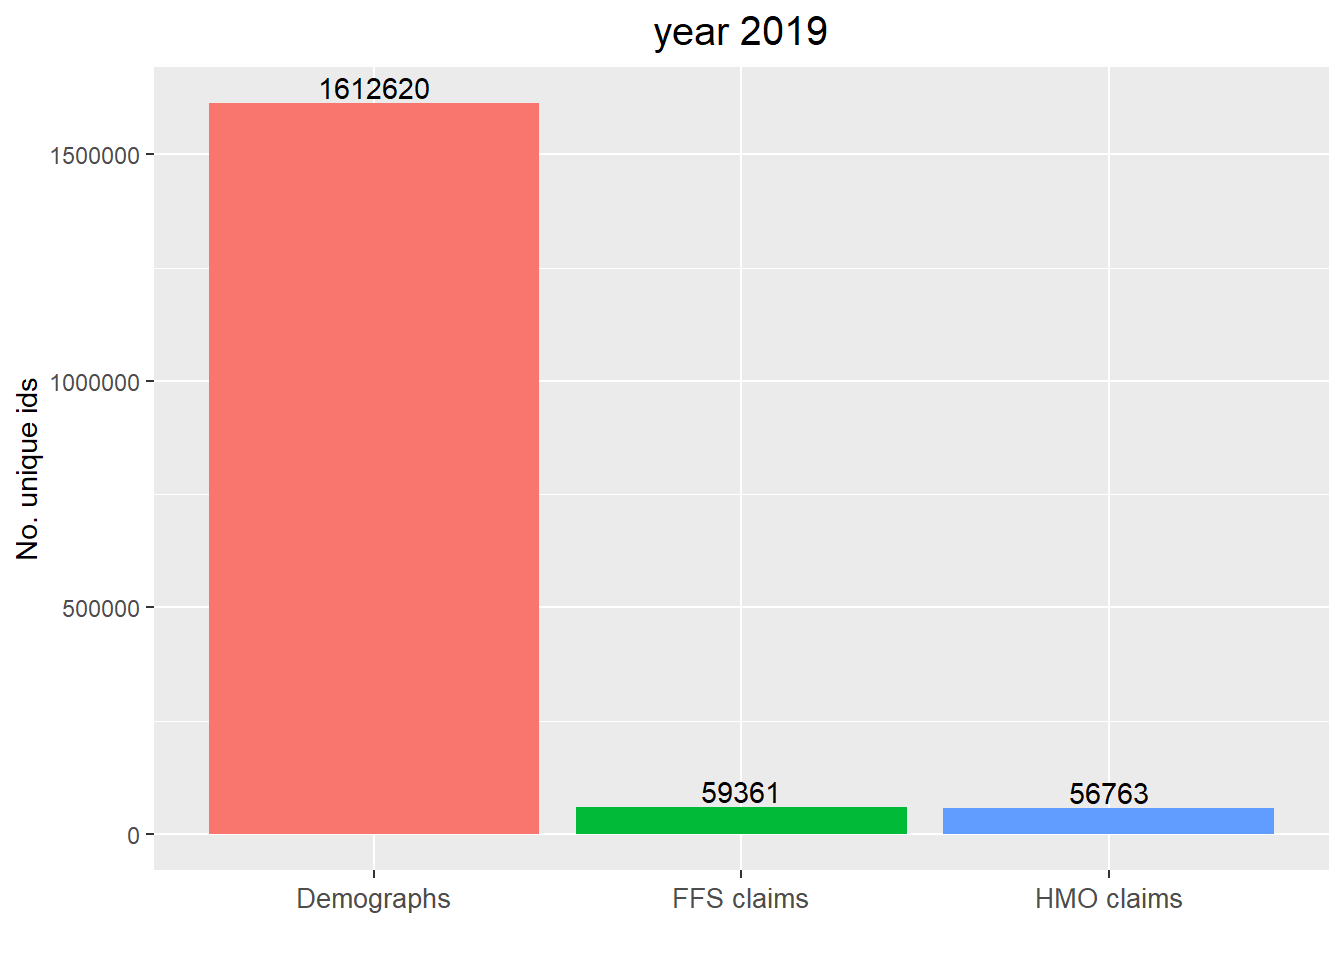 year 2019
1612620
1500000
1000000
500000
0
No. unique ids
59361
56763
Demographs
FFS claims
HMO claims